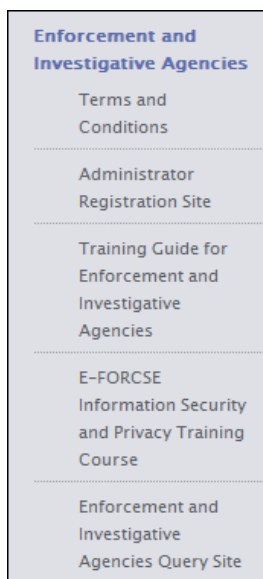 Enforcement and
Investigative Agencies
Terms and
Conditions
Administrator
Registration Site
Training Guide for
Enforcement and
Investigative
Agencies
E-FORCSE
Information Security
and Privacy Training
Course
Enforcement and
Investigative
Agencies Query Site